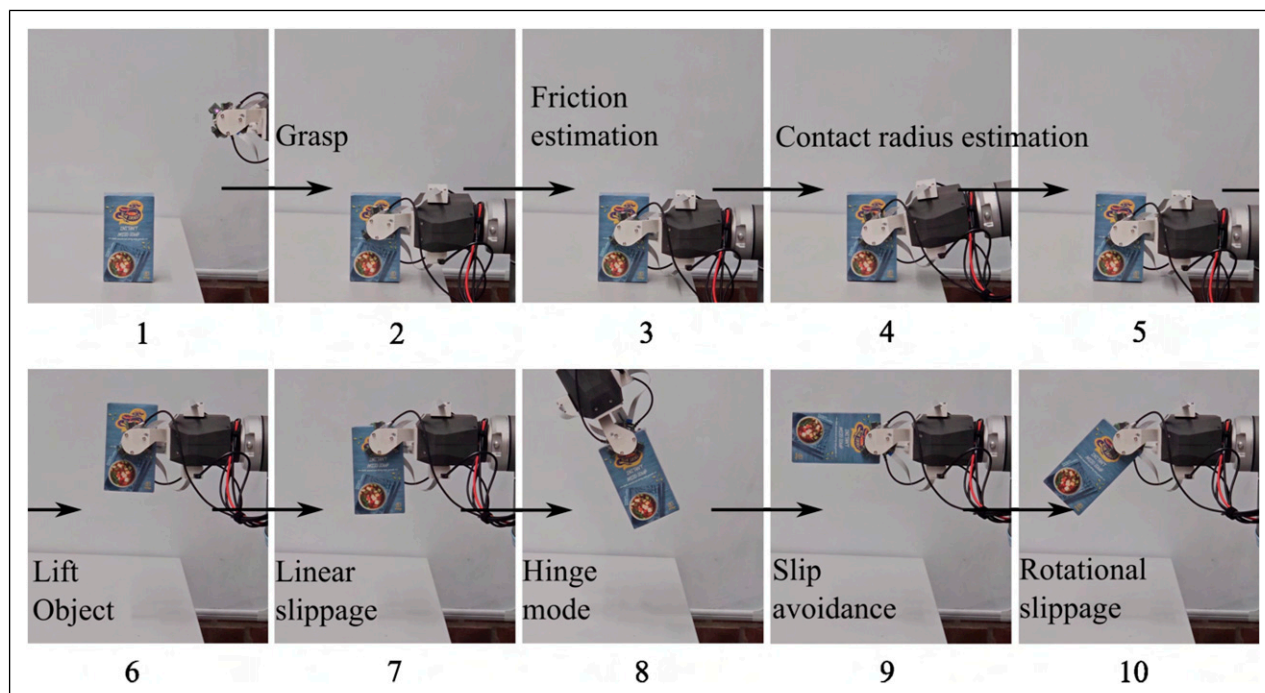 Grasp
Friction
estimation
Contact radius estimation
1
2
3
4
5
Lift
Object
Linear
slippage
Hinge
mode
Slip
avoidance
Rotational
slippage
6
7
8
9
10